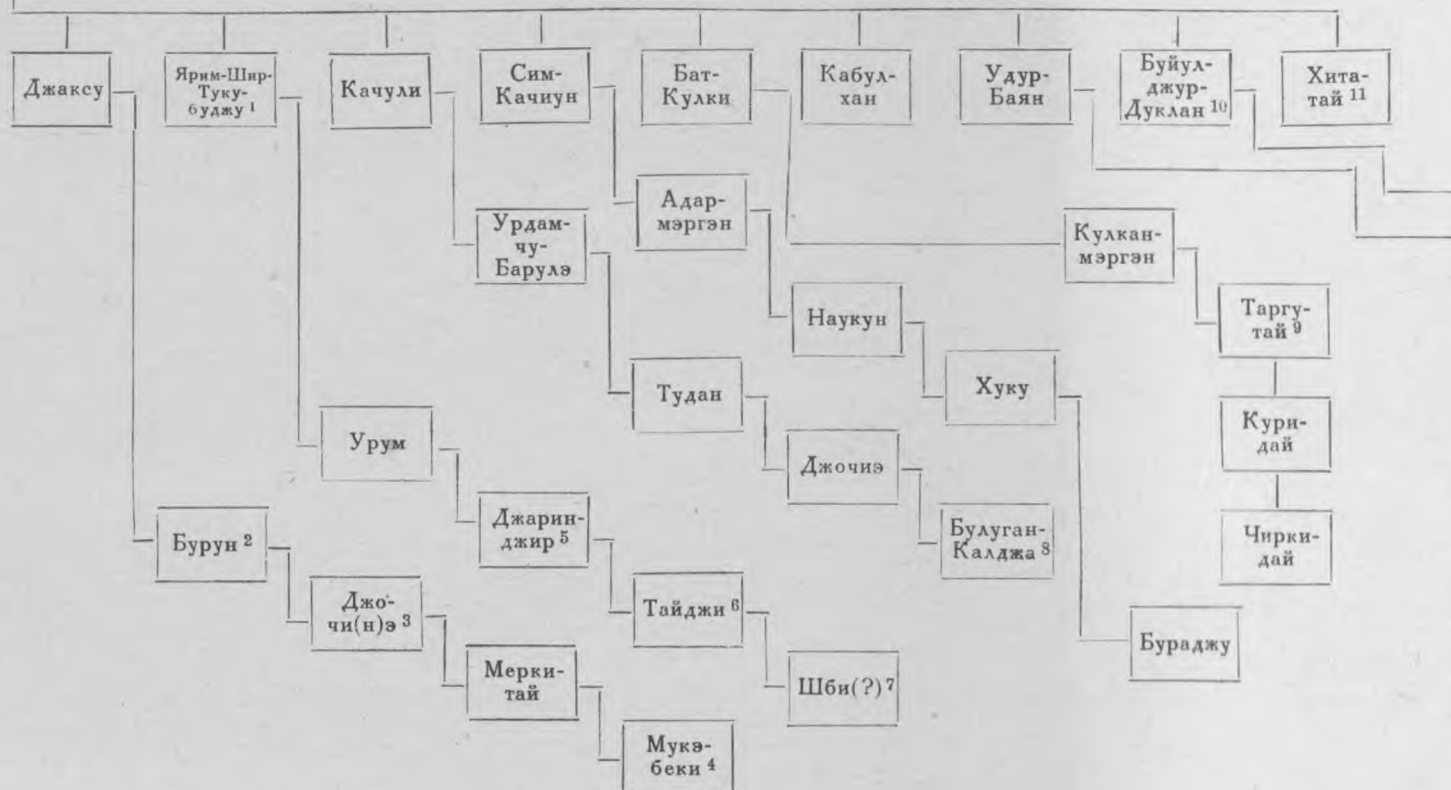 Джаксу
Ярим-Шир-
Туку-
буджу 1
Качули
Сим-
Качиун
Бат-
Кулки
Кабул-
хан
Удур-
Баян
Буйул-
джур-
Дуклан 10
Хита-
тай 11
Адар-
мэргэн
Урдам-
чу-
Барулэ
Кулкан-
мэргэн
Наукун
Таргу-
тай 9
Тудан
Хуку
Урум
Кури-
дай
Джочиэ
Джарин-
джир 5
Булуган-
Калджа 8
Чирки-
дай
Бурун 2
Джо-
чи(н)э 3
Тайджи 6
Бураджу
Мерки-
тай
Шби(?) 7
Мукэ-
беки 4